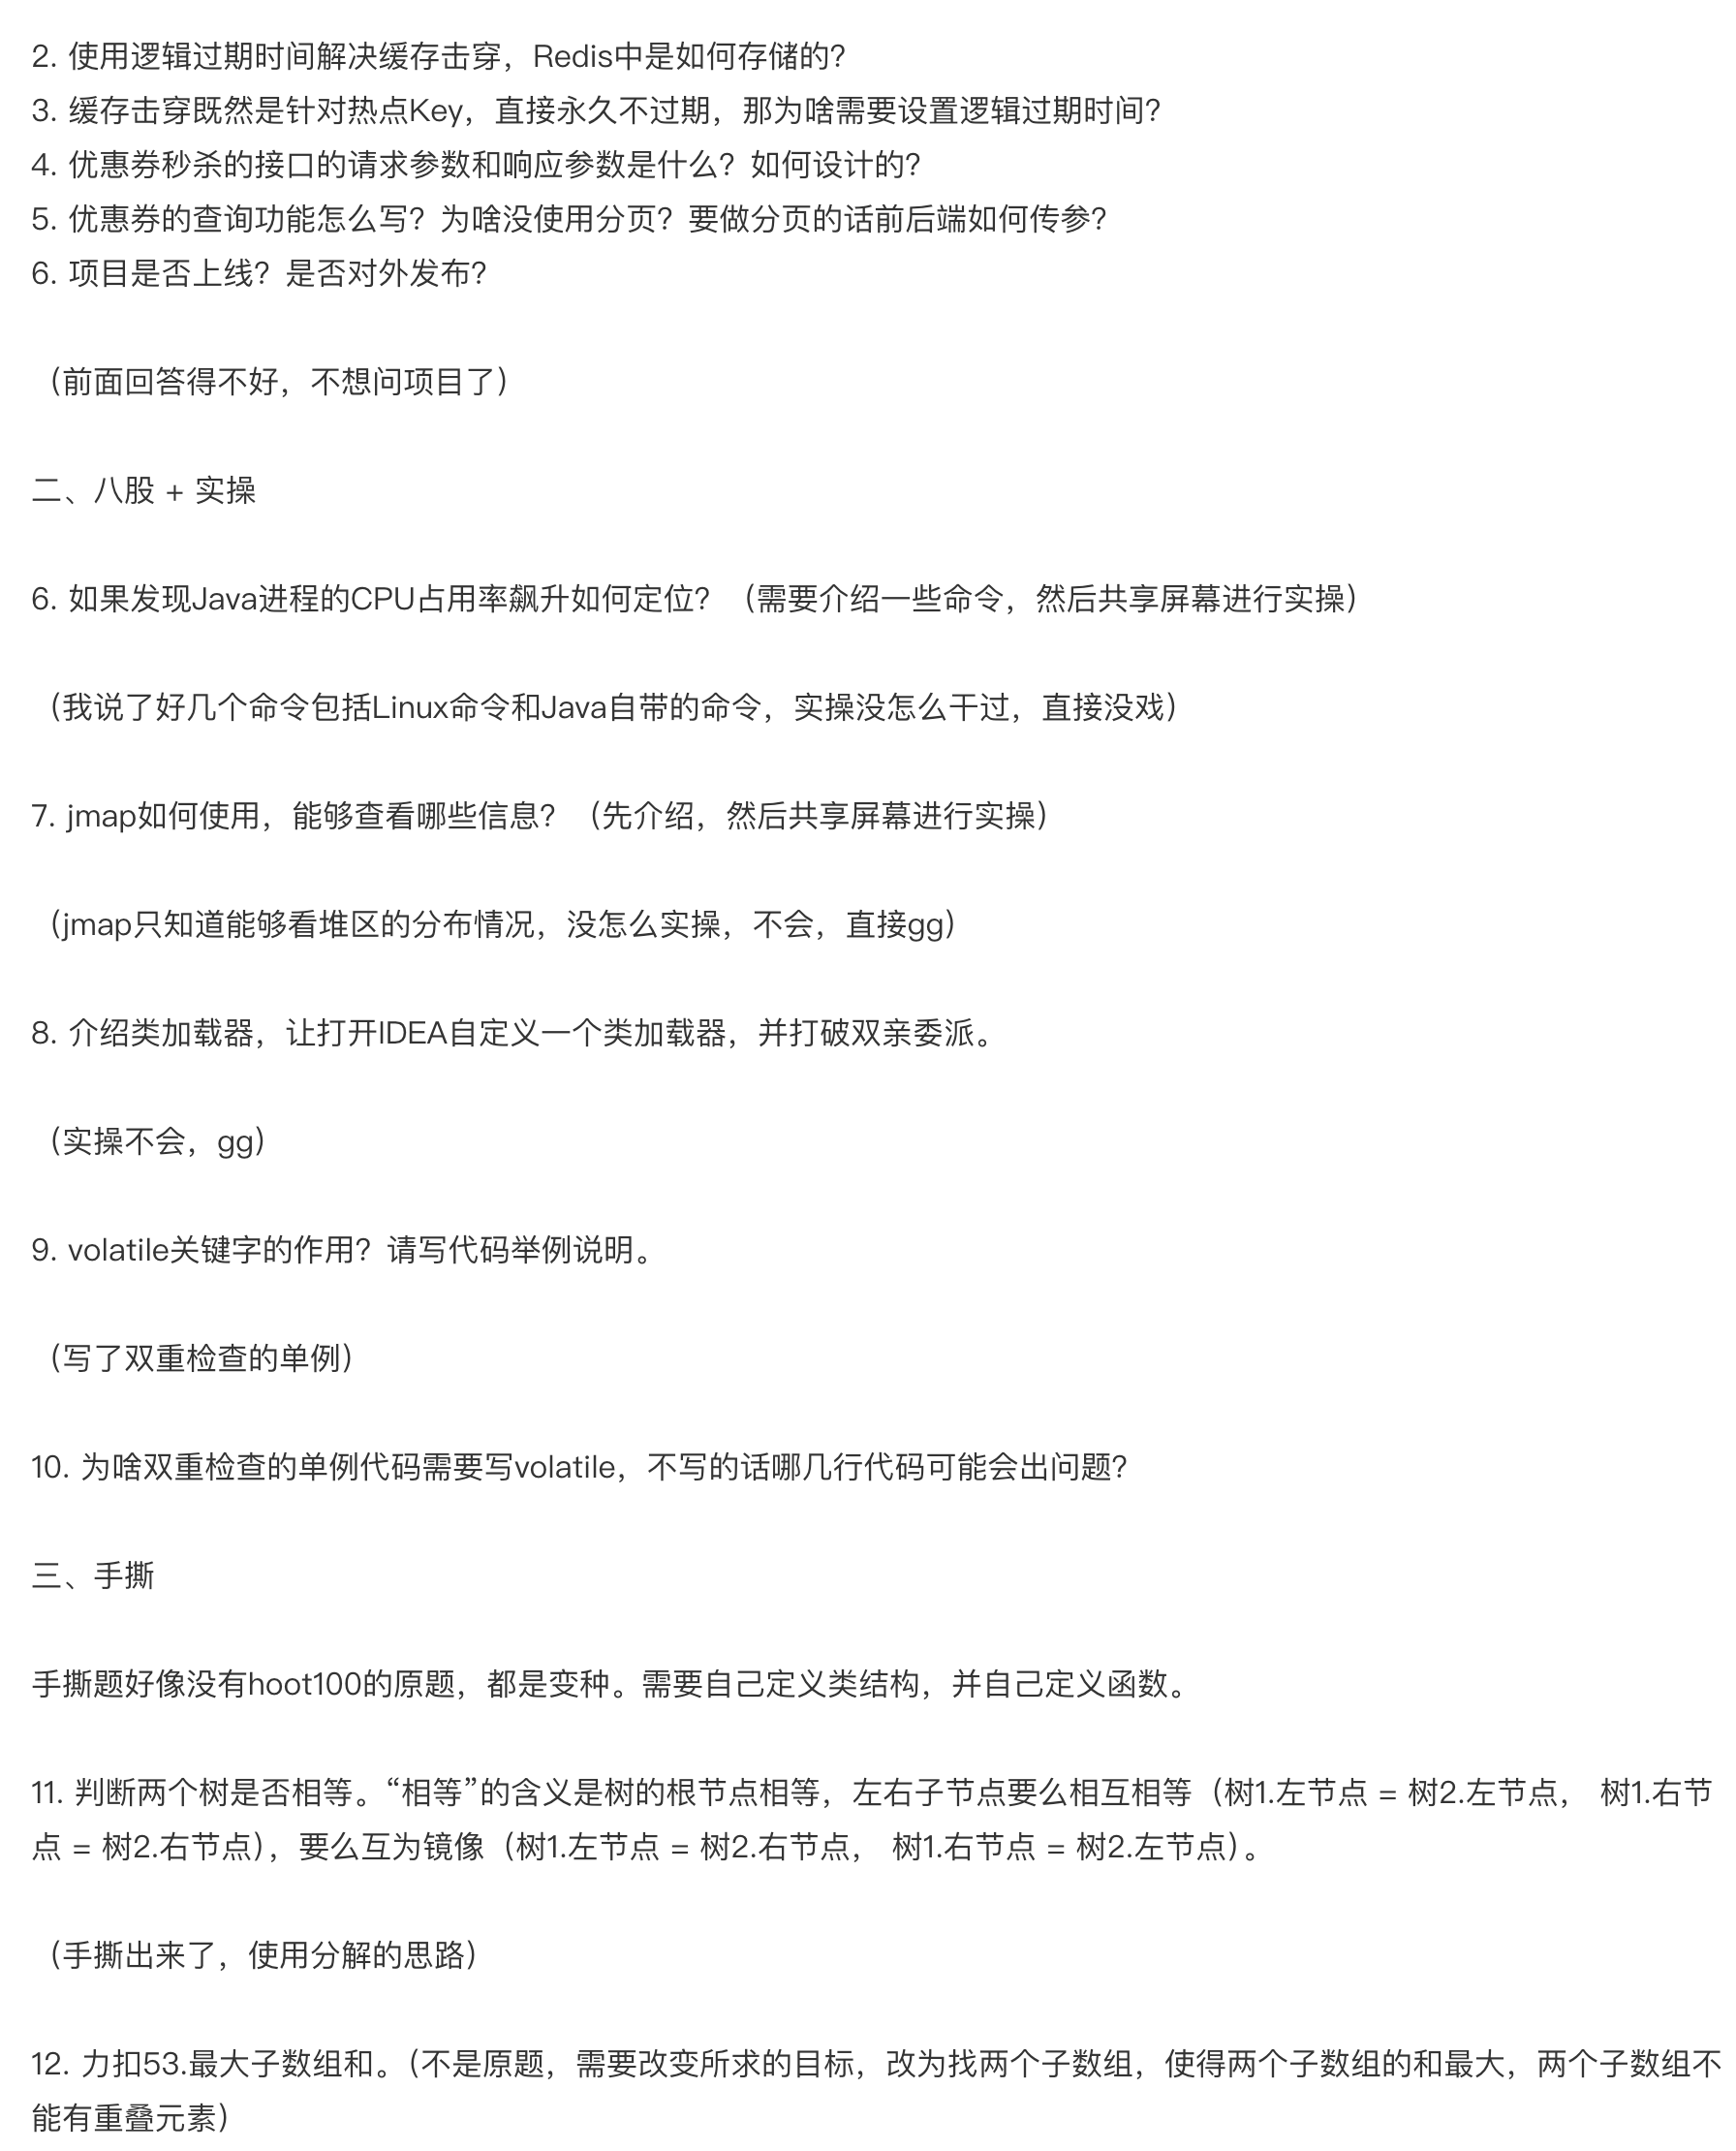 2. 使用逻辑过期时间解决缓存击穿，Redis中是如何存储的？
3. 缓存击穿既然是针对热点Key，直接永久不过期，那为啥需要设置逻辑过期时间？
4. 优惠券秒杀的接口的请求参数和响应参数是什么？如何设计的？
5. 优惠券的查询功能怎么写？为啥没使用分页？要做分页的话前后端如何传参？
6. 项目是否上线？是否对外发布？
（前面回答得不好，不想问项目了）
二、八股 + 实操
6. 如果发现Java进程的CPU占用率飙升如何定位？（需要介绍一些命令，然后共享屏幕进行实操）
（我说了好几个命令包括Linux命令和Java自带的命令，实操没怎么干过，直接没戏）
7. jmap如何使用，能够查看哪些信息？（先介绍，然后共享屏幕进行实操）
（jmap只知道能够看堆区的分布情况，没怎么实操，不会，直接gg）
8. 介绍类加载器，让打开IDEA自定义一个类加载器，并打破双亲委派。
（实操不会，gg）
9. volatile关键字的作用？请写代码举例说明。
（写了双重检查的单例）
10. 为啥双重检查的单例代码需要写volatile，不写的话哪几行代码可能会出问题？
三、手撕
手撕题好像没有hoot100的原题，都是变种。需要自己定义类结构，并自己定义函数。
11. 判断两个树是否相等。“相等”的含义是树的根节点相等，左右子节点要么相互相等（树1.左节点 = 树2.左节点， 树1.右节
点 = 树2.右节点），要么互为镜像（树1.左节点 = 树2.右节点， 树1.右节点 = 树2.左节点）。
（手撕出来了，使用分解的思路）
12. 力扣53.最大子数组和。（不是原题，需要改变所求的目标，改为找两个子数组，使得两个子数组的和最大，两个子数组不
能有重叠元素）